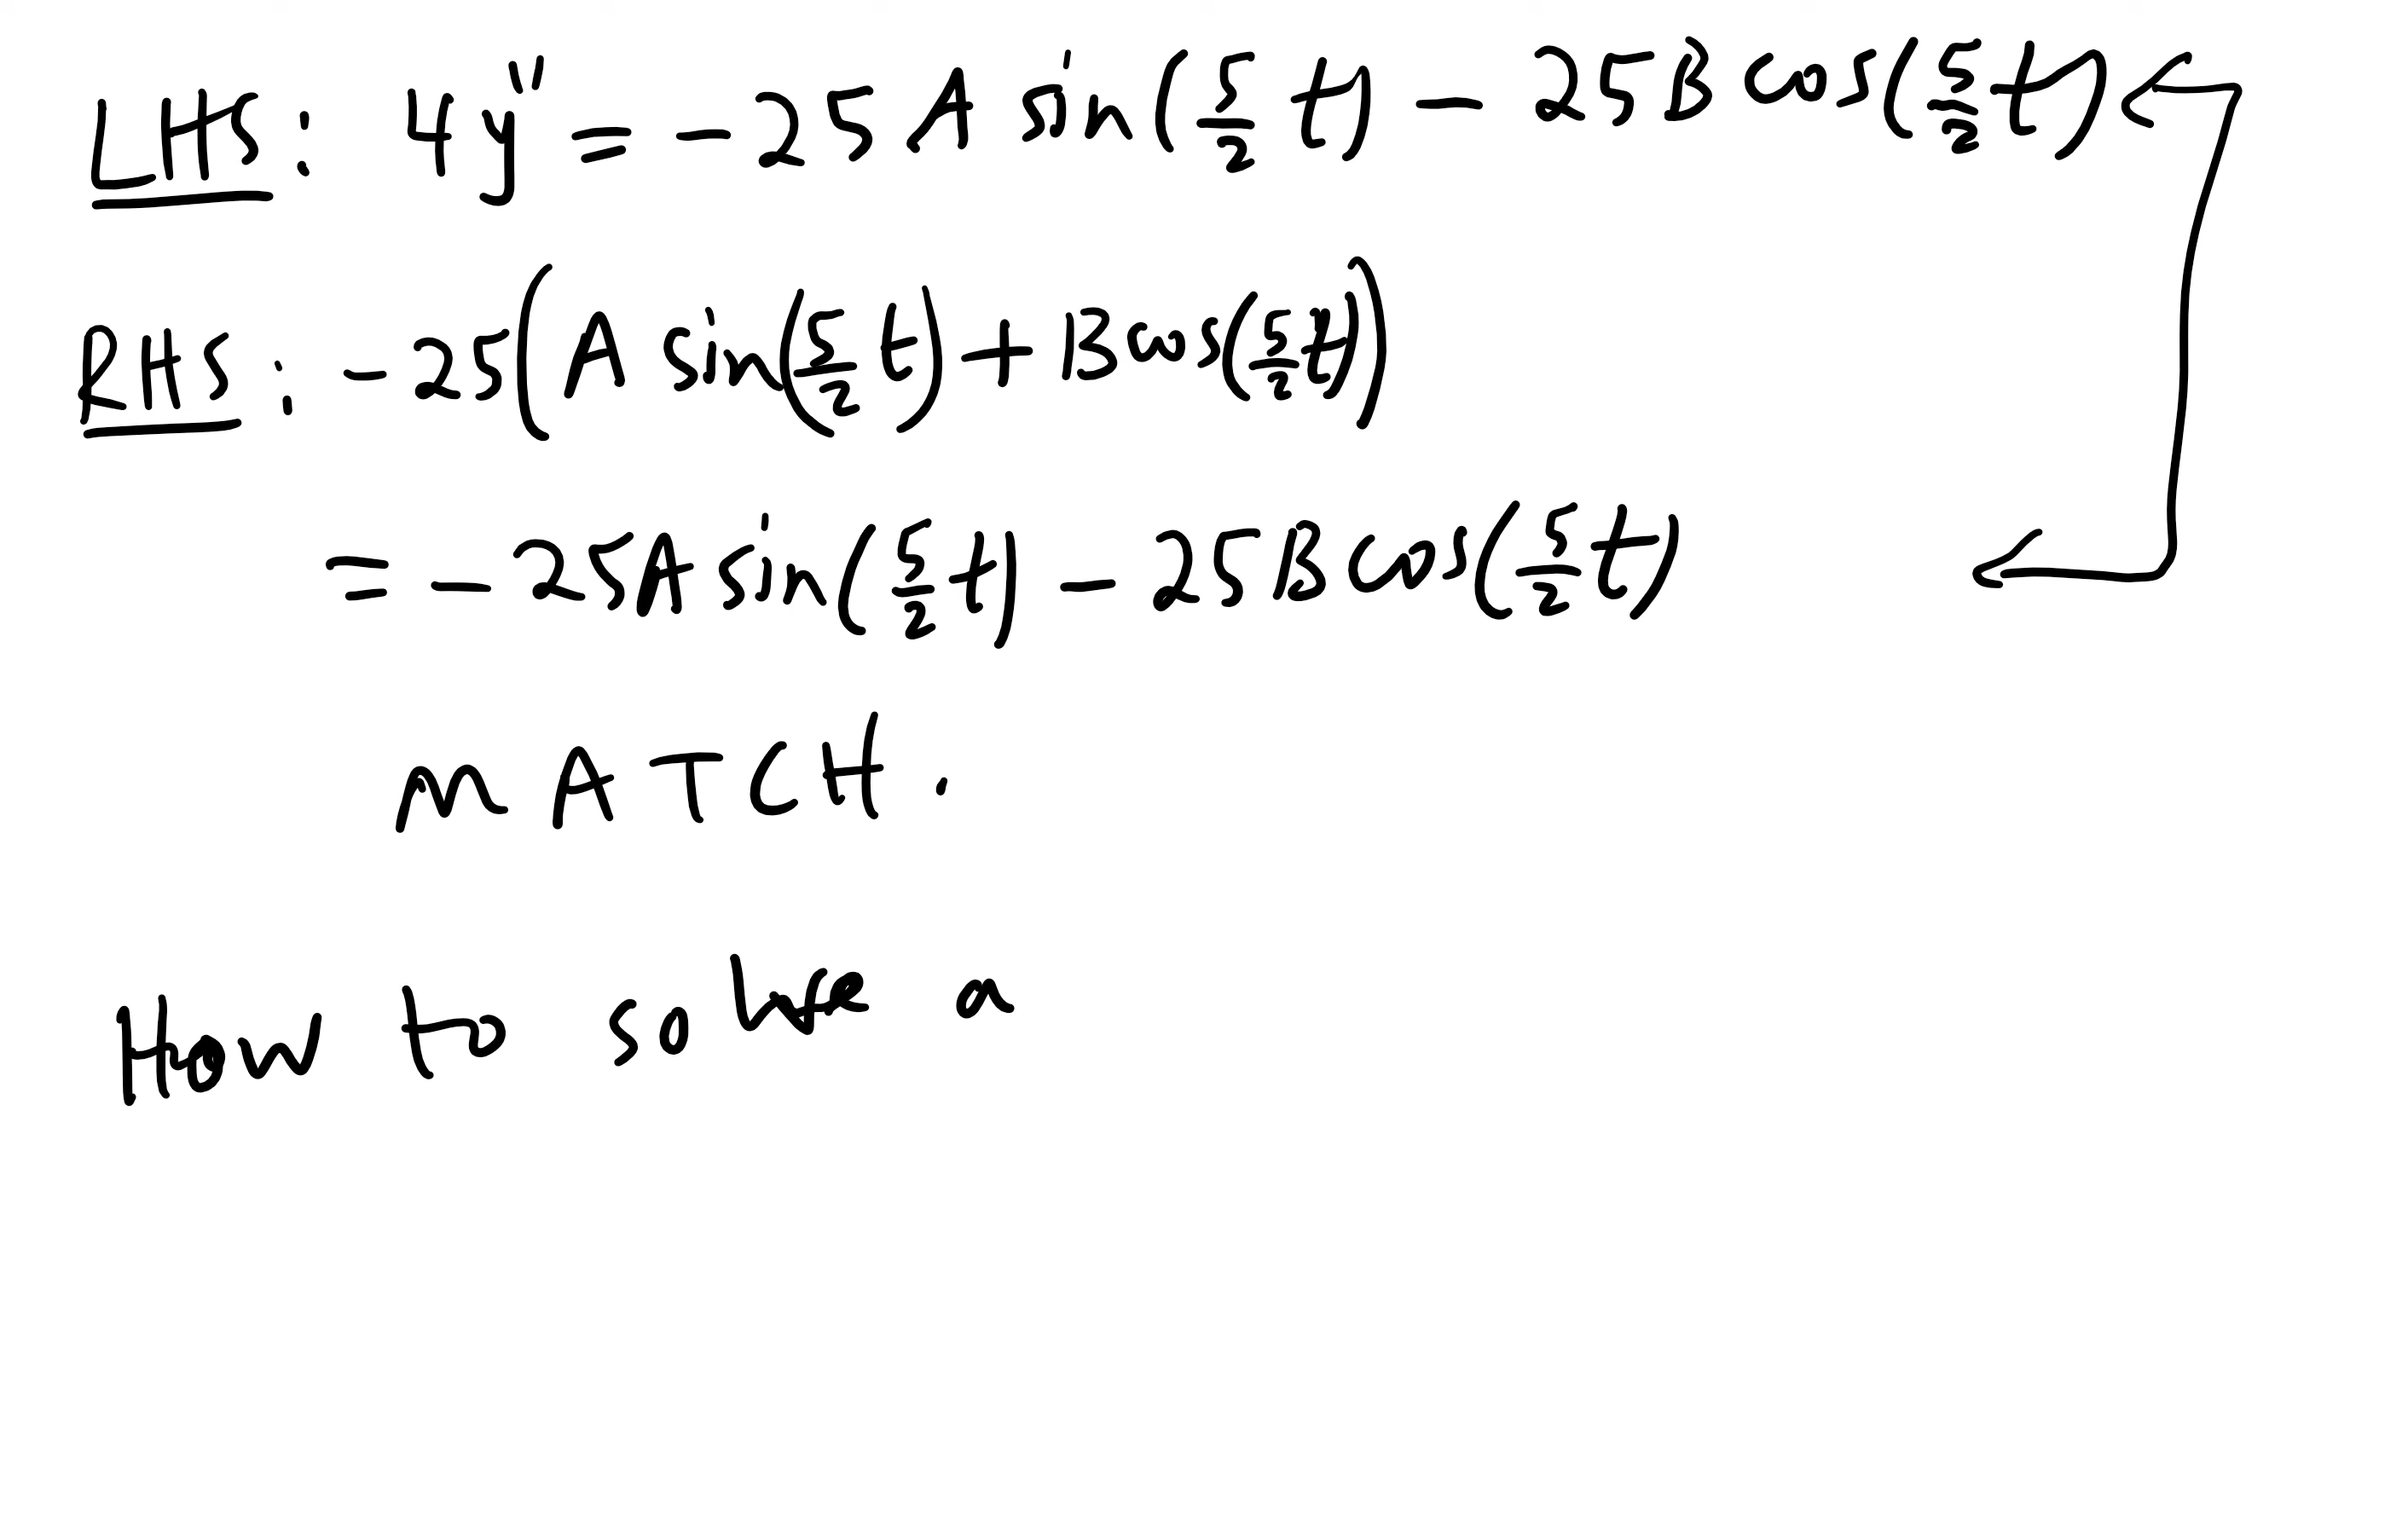 LHS: 4y" = -25A sin(5/2 t) - 25B cos(5/2 t)
RHS: -25(A sin(5/2 t) + B cos(5/2 t))
= -25A sin(5/2 t) - 25B cos(5/2 t)
MATCH.
How to solve a